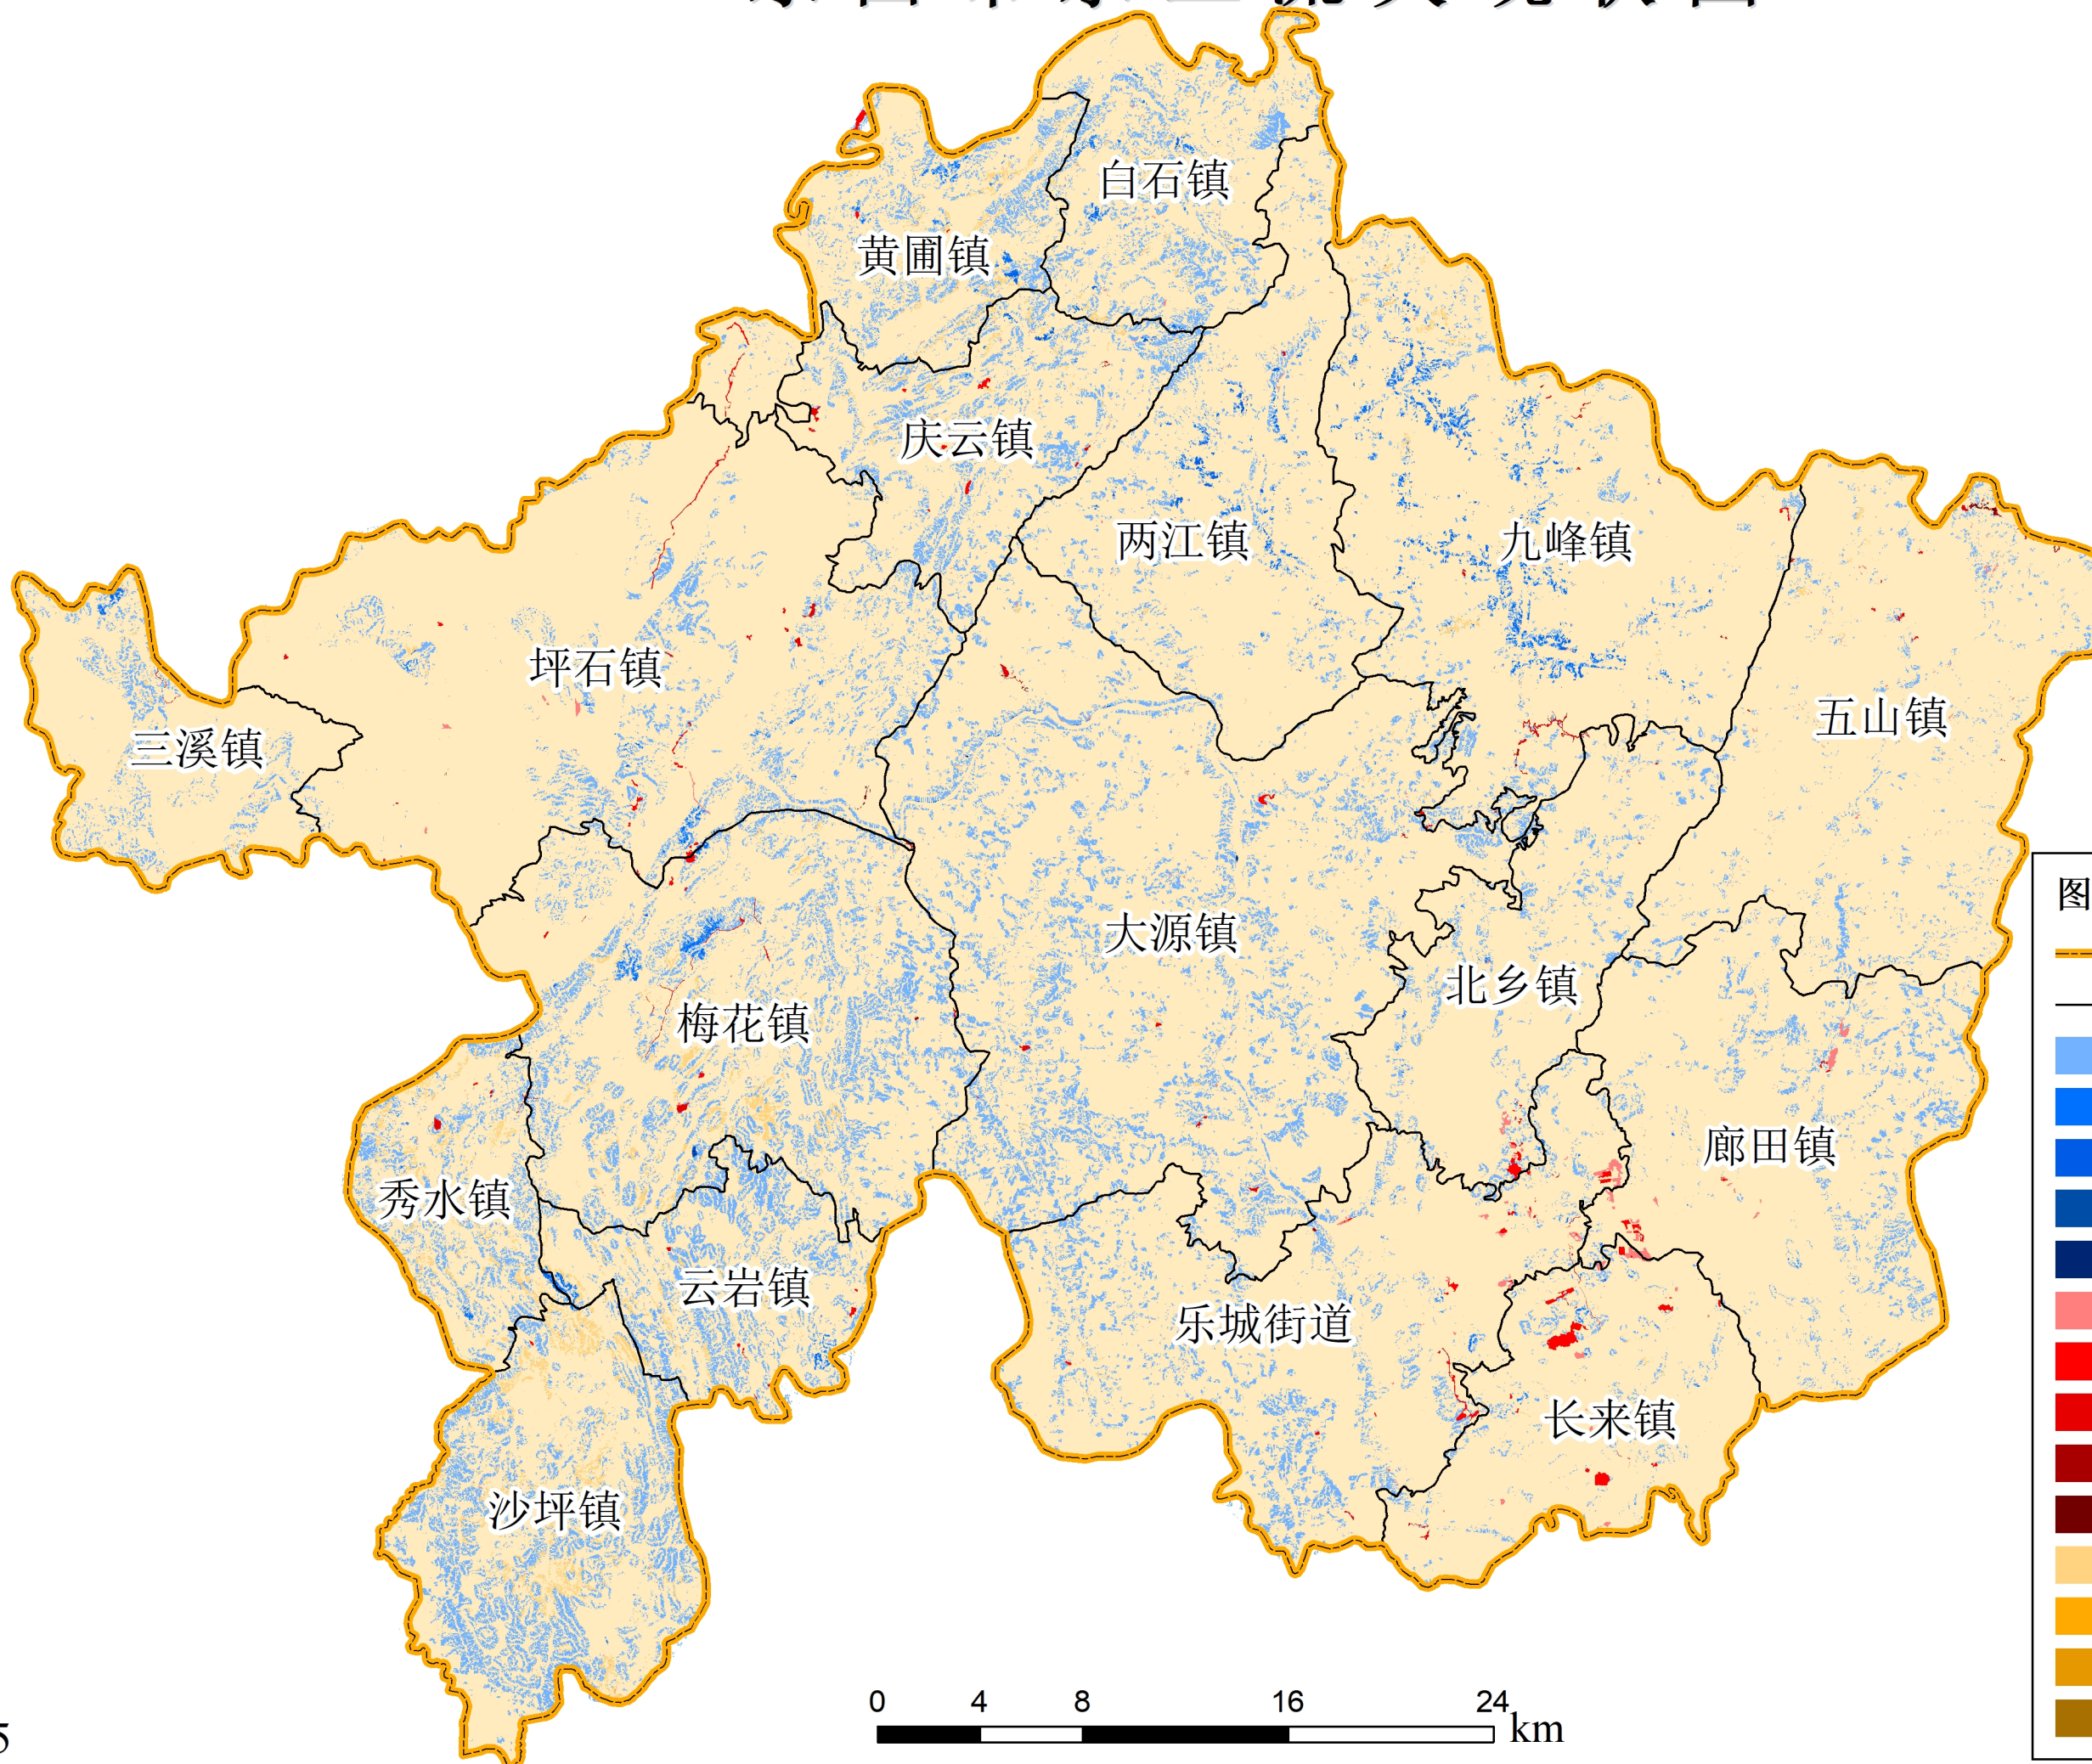 白石镇
黄圃镇
庆云镇
两江镇
九峰镇
坪石镇
五山镇
三溪镇
图
大源镇
北乡镇
梅花镇
廊田镇
秀水镇
云岩镇
乐城街道
长来镇
沙坪镇
0 4 8 16 24
km
5